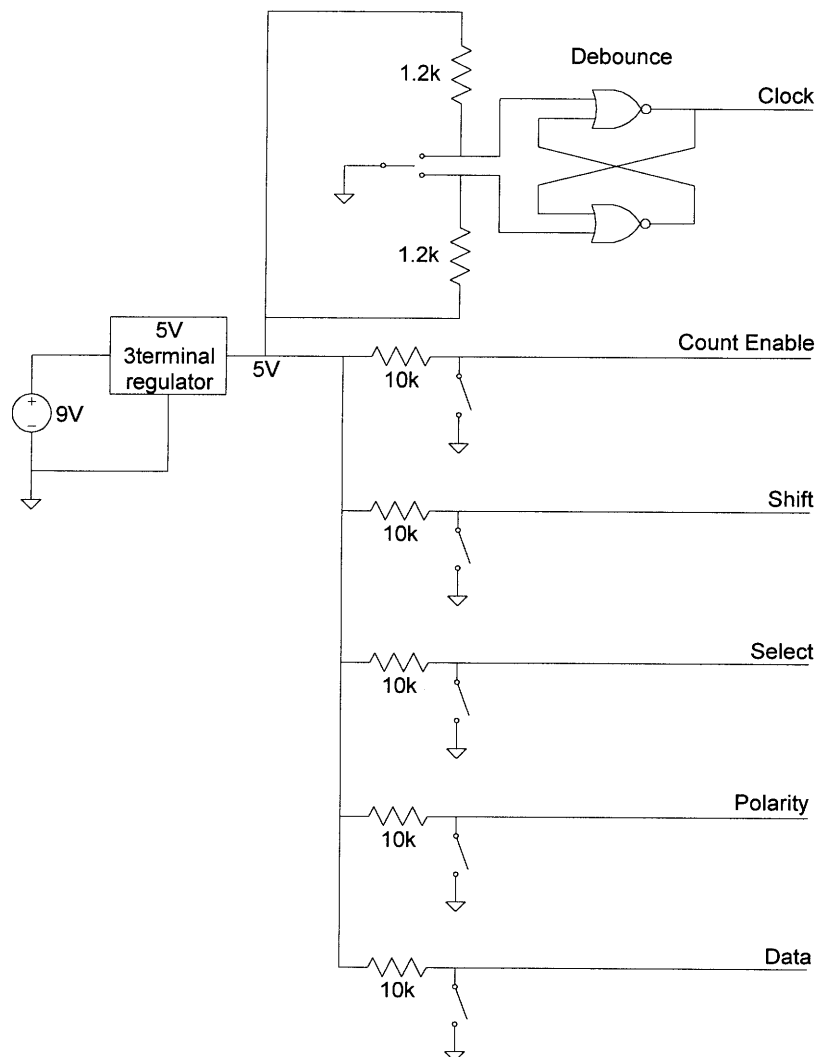 Debounce
1.2k
Clock
1.2k
5V
3terminal
regulator
5V
Count Enable
10k
+
9V
−
Shift
10k
Select
10k
Polarity
10k
Data
10k